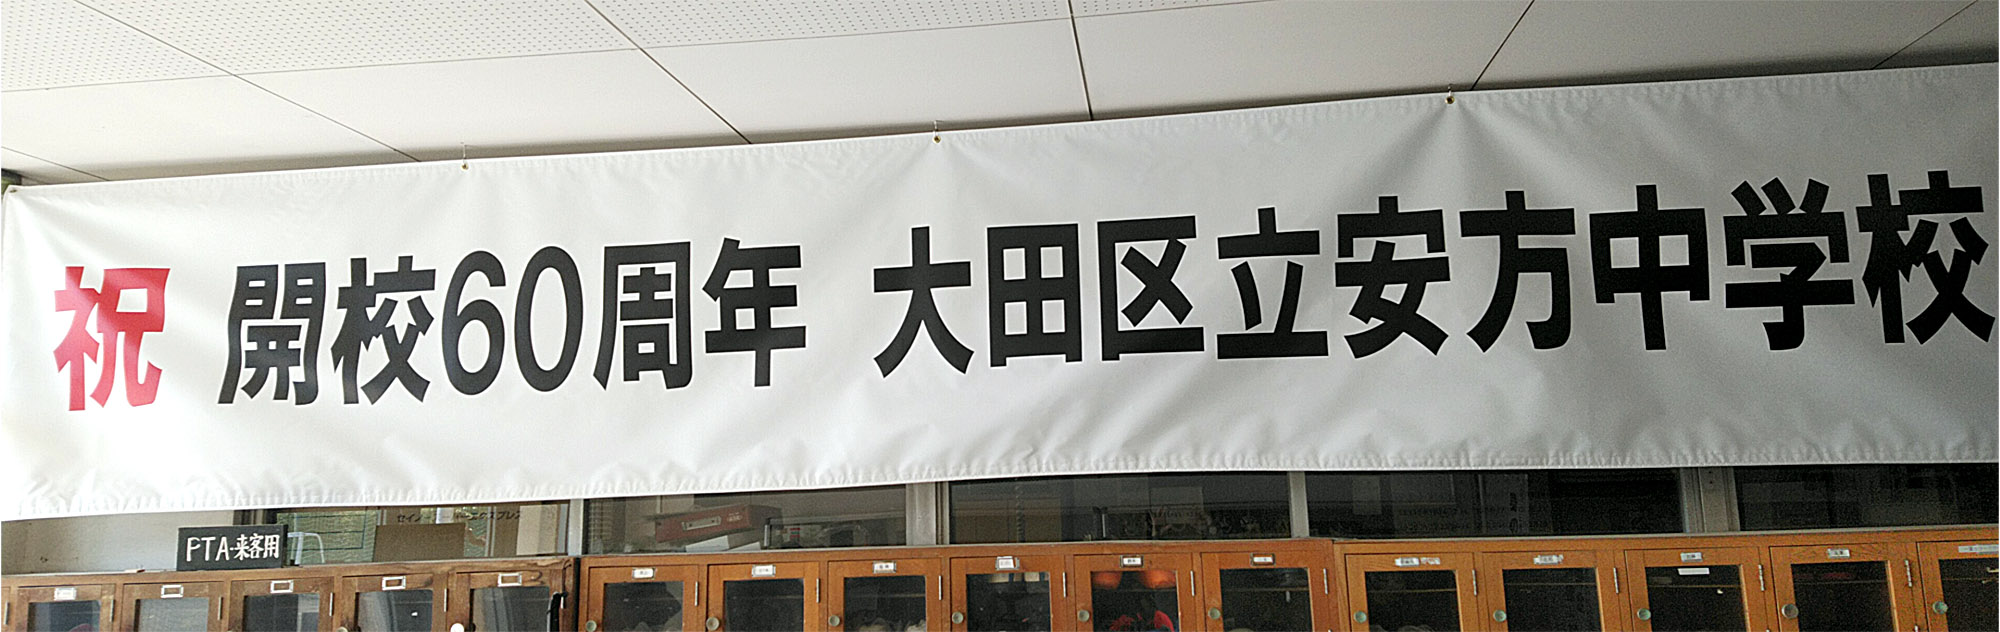 祝 開校60周年 大田区立安方中学校
PTA・来客用